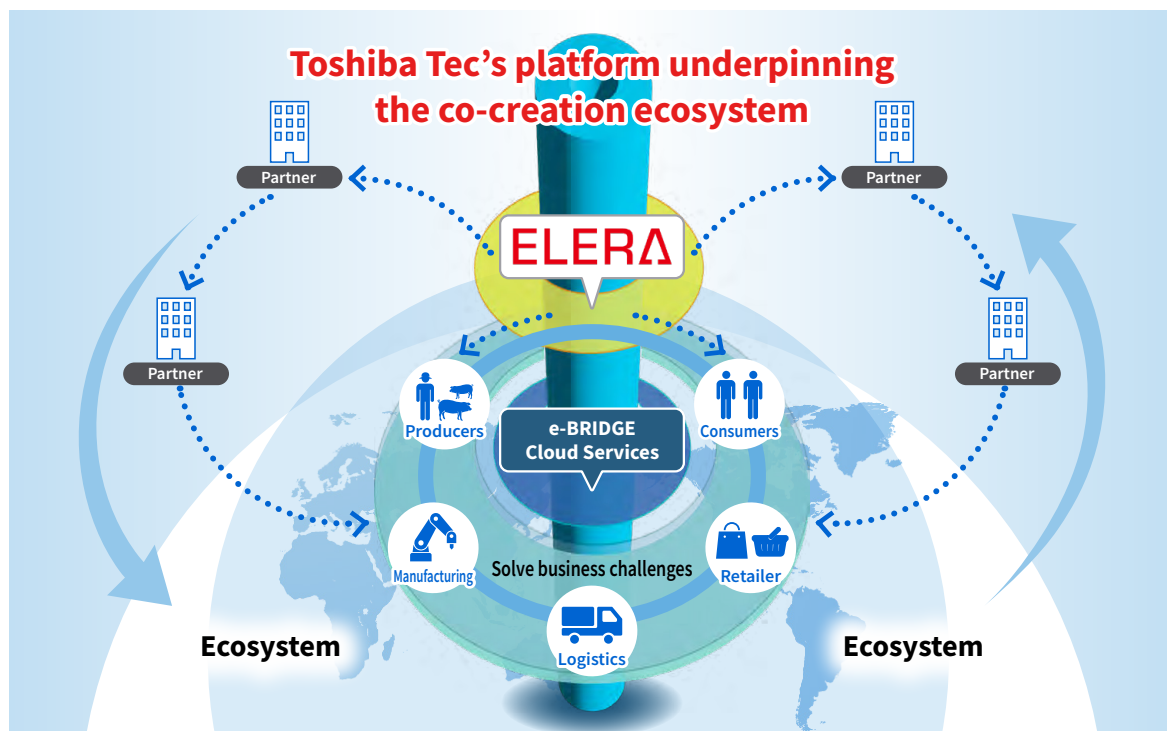 Toshiba Tec’s platform underpinning
the co-creation ecosystem
Partner
Partner
ELERA
Partner
Partner
Producers
Consumers
e-BRIDGE
Cloud Services
Manufacturing
Solve business challenges
Retailer
Logistics
Ecosystem
Ecosystem